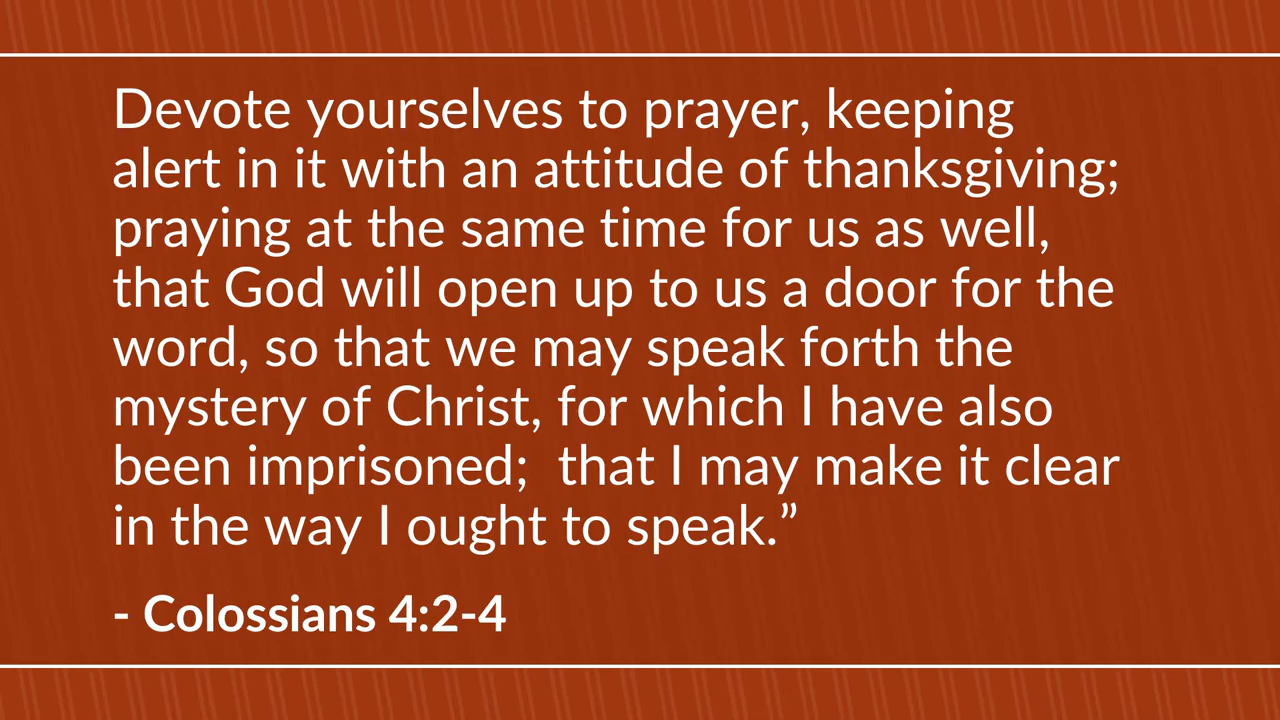 Devote yourselves to prayer, keeping
alert in it with an attitude of thanksgiving;
praying at the same time for us as well,
that God will open up to us a door for the
word, so that we may speak forth the
mystery of Christ, for which I have also
been imprisoned;  that I may make it clear
in the way I ought to speak.”
- Colossians 4:2-4